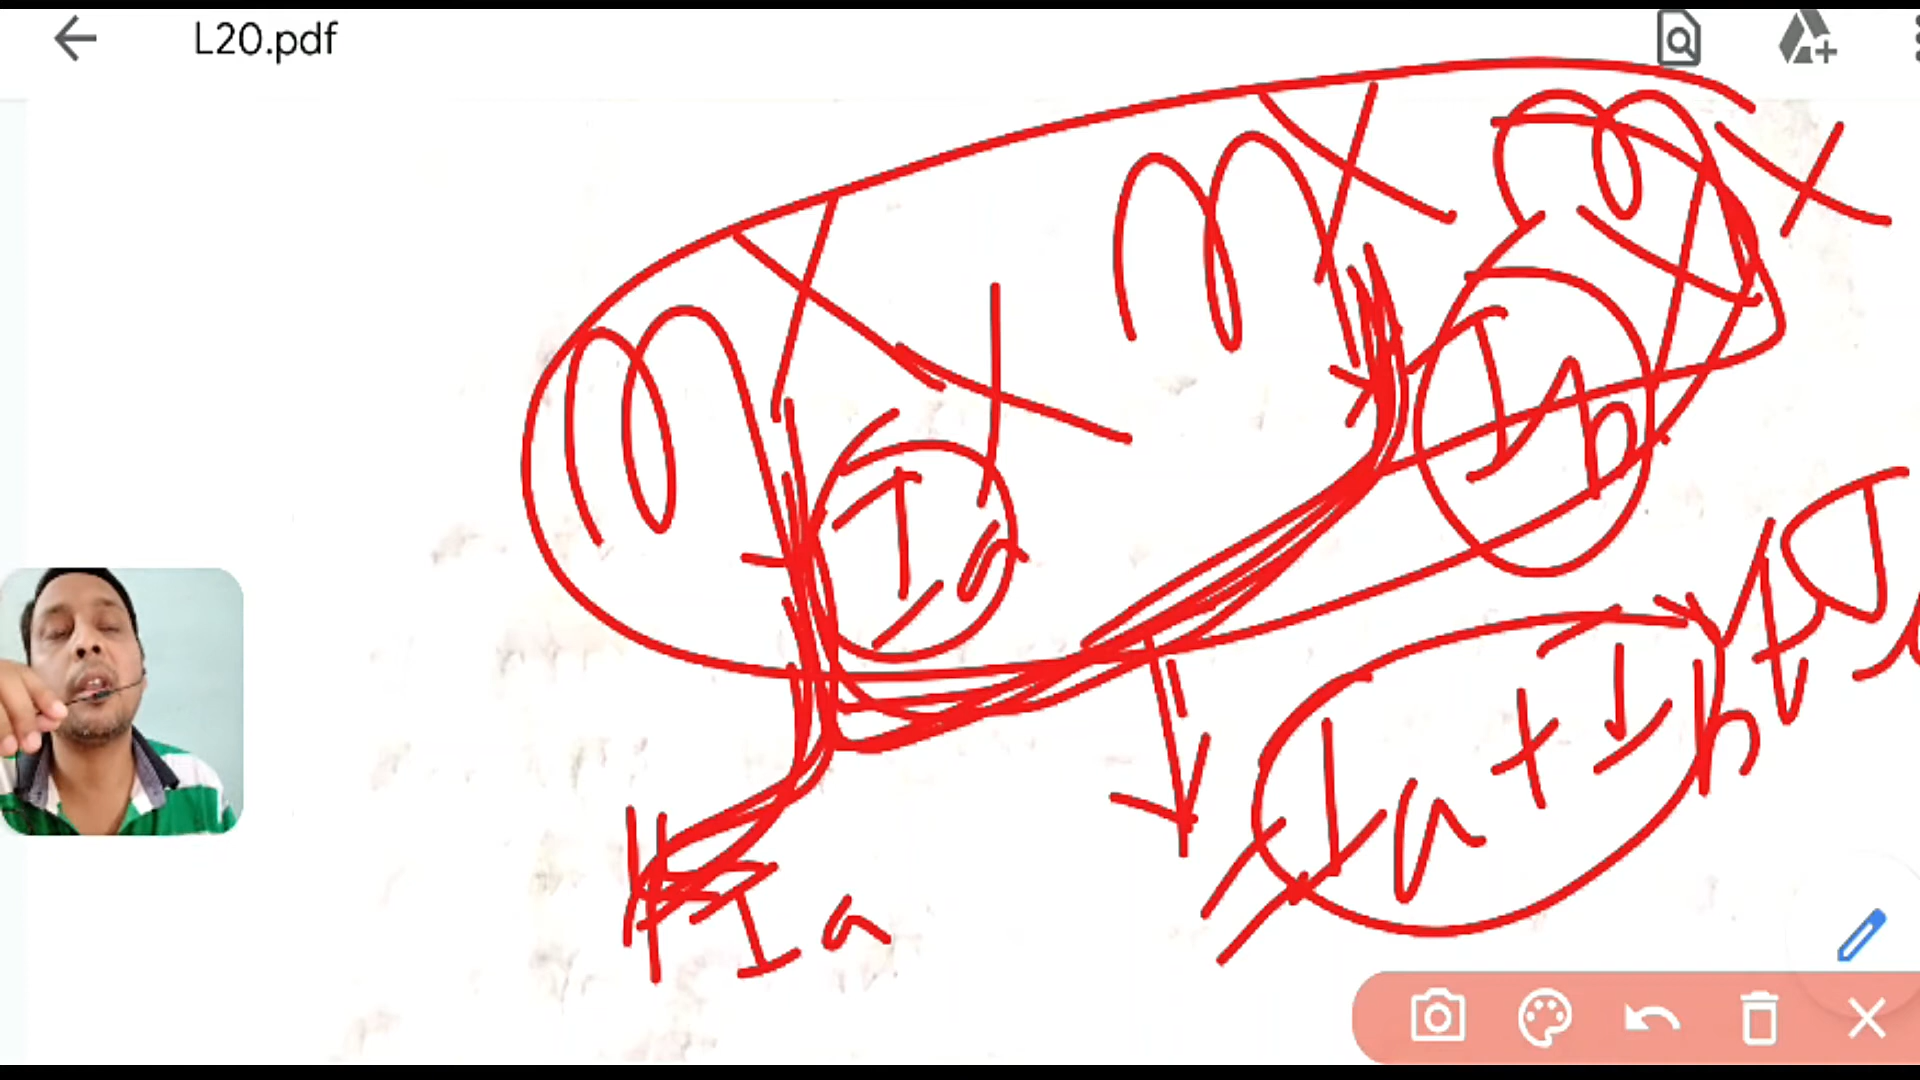 L20.pdf
Ia
Ib
Ia + Ib + I
Ia